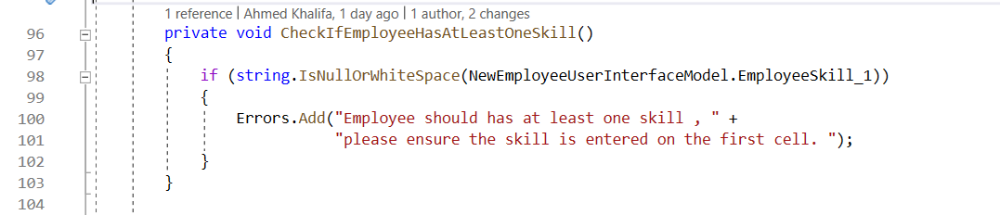 1 reference | Ahmed Khalifa, 1 day ago | 1 author, 2 changes
96 private void CheckIfEmployeeHasAtLeastOneSkill()
97 {
98 if (string.IsNullOrWhiteSpace(NewEmployeeUserInterfaceModel.EmployeeSkill_1))
99 {
100 Errors.Add("Employee should has at least one skill , " +
101 "please ensure the skill is entered on the first cell. ");
102 }
103 }
104